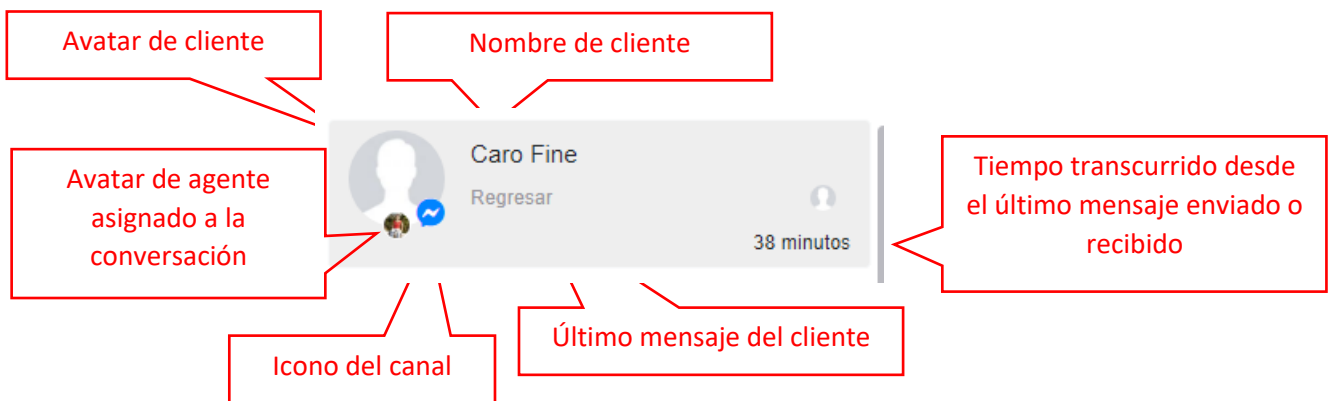 Avatar de cliente
Nombre de cliente
Avatar de agente
asignado a la
conversación
Caro Fine
Regresar
38 minutos
Tiempo transcurrido desde
el último mensaje enviado o
recibido
Icono del canal
Último mensaje del cliente